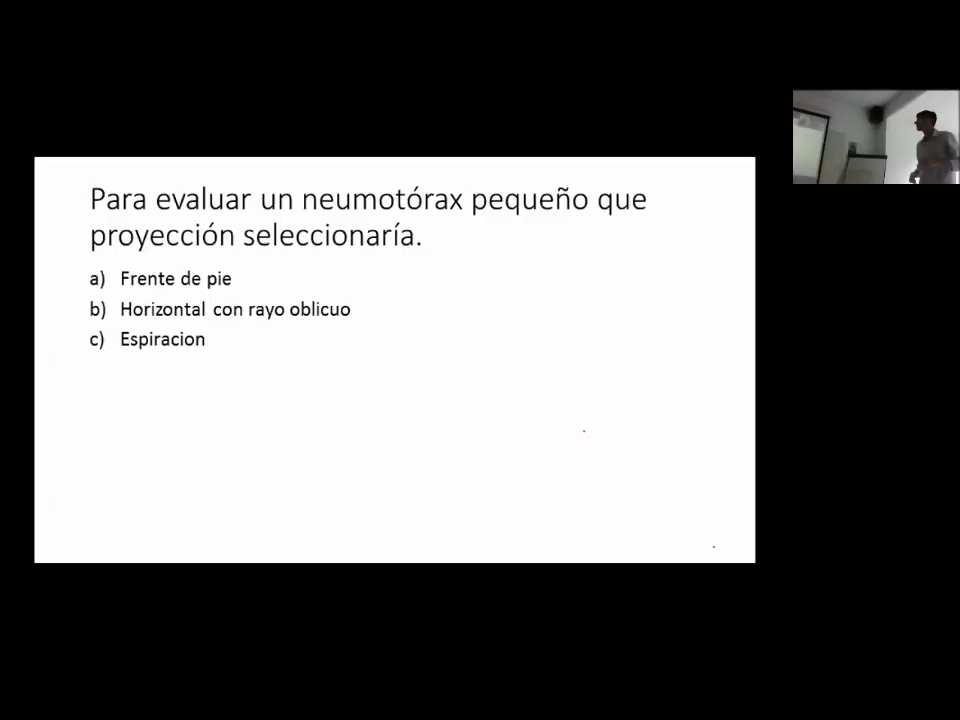 Para evaluar un neumotórax pequeño que
proyección seleccionaría.
a) Frente de pie
b) Horizontal con rayo oblicuo
c) Espiracion